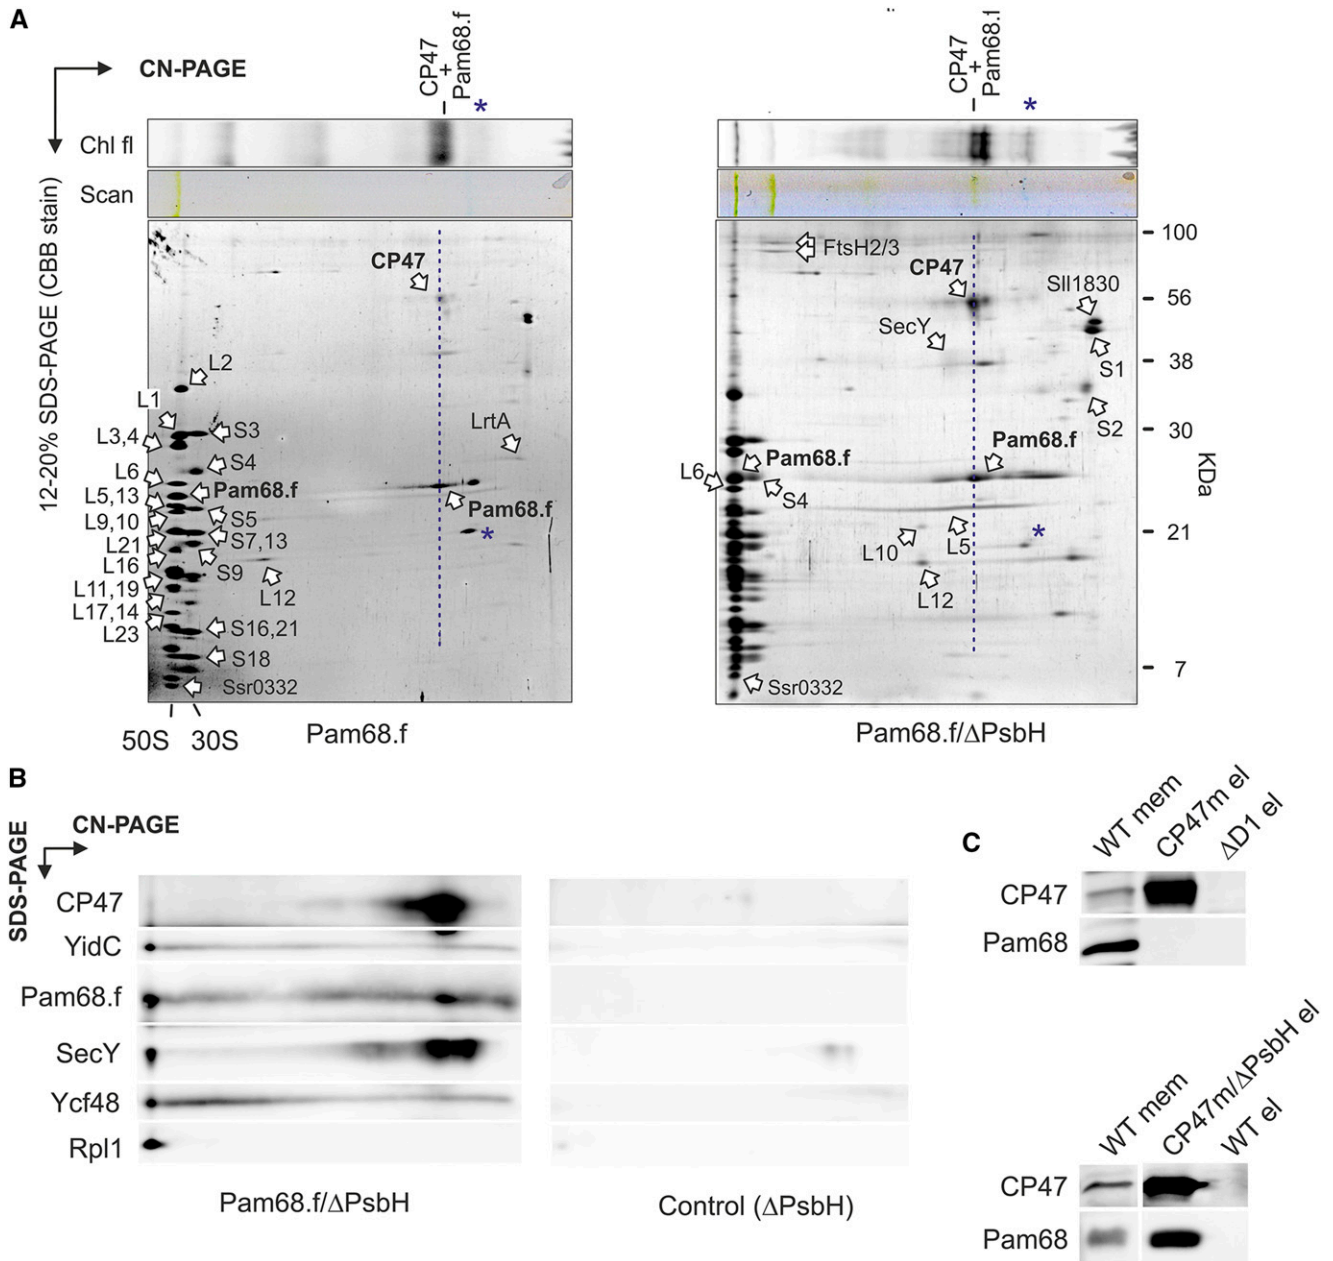 A
CN-PAGE
12-20% SDS-PAGE (CBB stain)
CP47
+
Pam68.f
*
CP47
+
Pam68.f
*
Chl fl
Scan
CP47
L2
L1
L3,4
L6
L5,13
L9,10
L21
L16
L11,19
L17,14
L23
S3
S4
Pam68.f
S5
S7,13
S9
L12
S16,21
S18
Ssr0332
LrtA
Pam68.f
*
50S
30S
Pam68.f
FtsH2/3
CP47
SecY
Sll1830
S1
S2
Pam68.f
Pam68.f
L6
S4
L10
L5
*
L12
Ssr0332
100
56
38
30
21
7
KDa
Pam68.f/ΔPsbH
B
SDS-PAGE
CN-PAGE
CP47
YidC
Pam68.f
SecY
Ycf48
Rpl1
Pam68.f/ΔPsbH
Control (ΔPsbH)
C
WT mem
CP47m el
ΔD1 el
CP47
Pam68
WT mem
CP47m/ΔPsbH el
WT el
CP47
Pam68